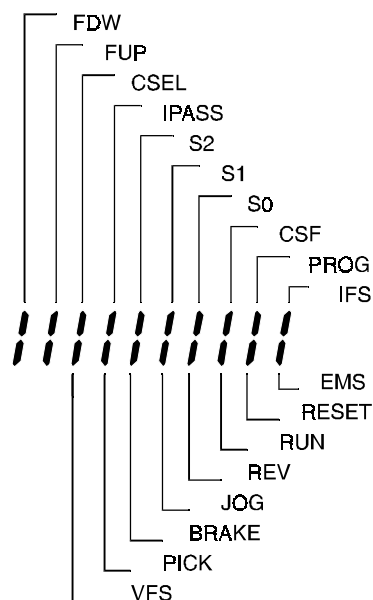 FDW
FUP
CSEL
IPASS
S2
S1
S0
CSF
PROG
IFS
EMS
RESET
RUN
REV
JOG
BRAKE
PICK
VFS